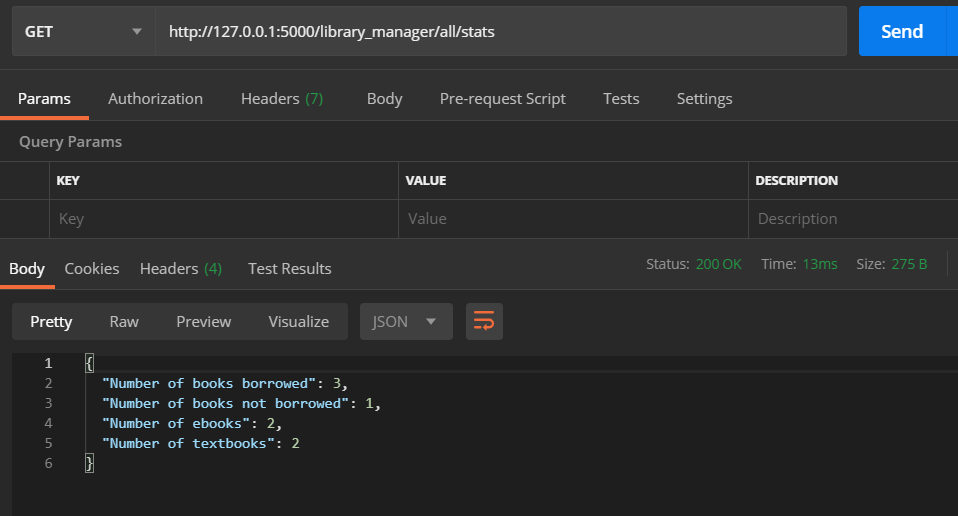 GET http://127.0.0.1:5000/library_manager/all/stats Send
Params Authorization Headers (7) Body Pre-request Script Tests Settings
Query Params
KEY VALUE DESCRIPTION
Key Value Description
Body Cookies Headers (4) Test Results Status: 200 OK Time: 13ms Size: 275 B
Pretty Raw Preview Visualize JSON
1 {
2 "Number of books borrowed": 3,
3 "Number of books not borrowed": 1,
4 "Number of ebooks": 2,
5 "Number of textbooks": 2
6 }